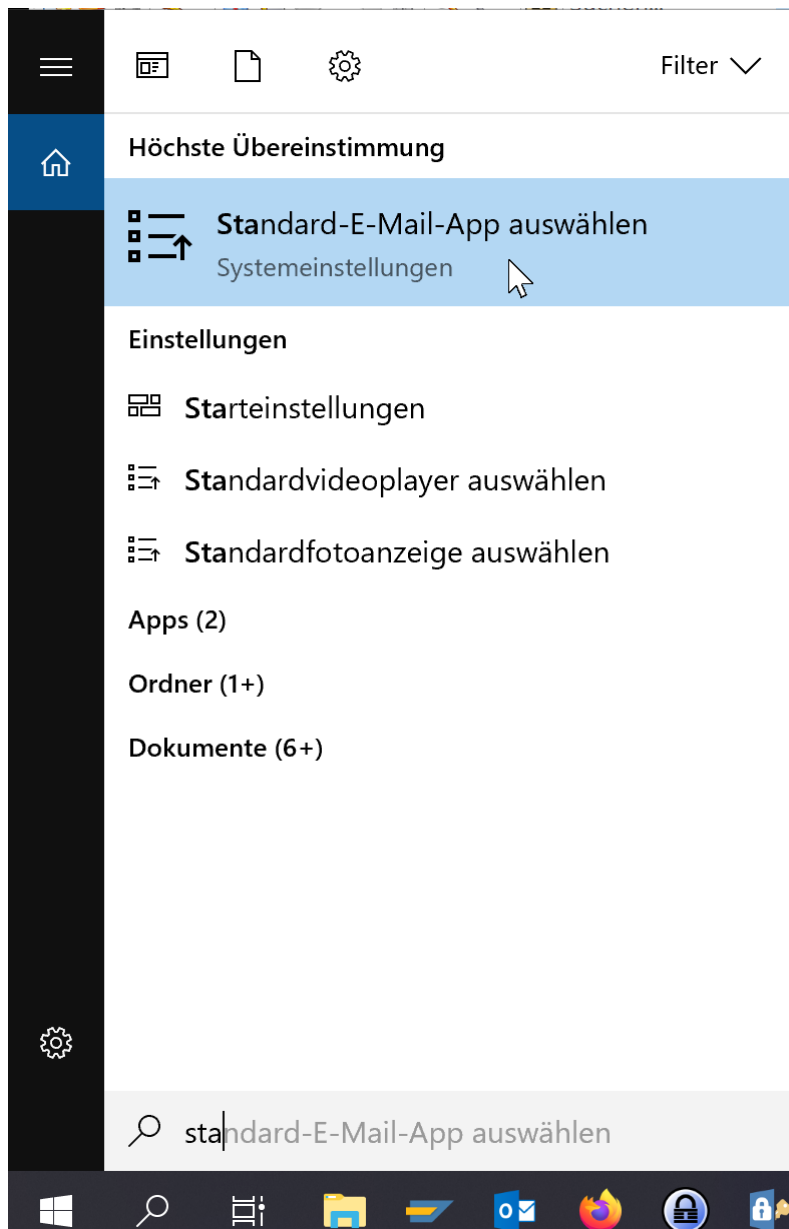 Filter
Höchste Übereinstimmung
Standard-E-Mail-App auswählen
Systemeinstellungen
Einstellungen
Starteinstellungen
Standardvideoplayer auswählen
Standardfotoanzeige auswählen
Apps (2)
Ordner (1+)
Dokumente (6+)
standard-E-Mail-App auswählen